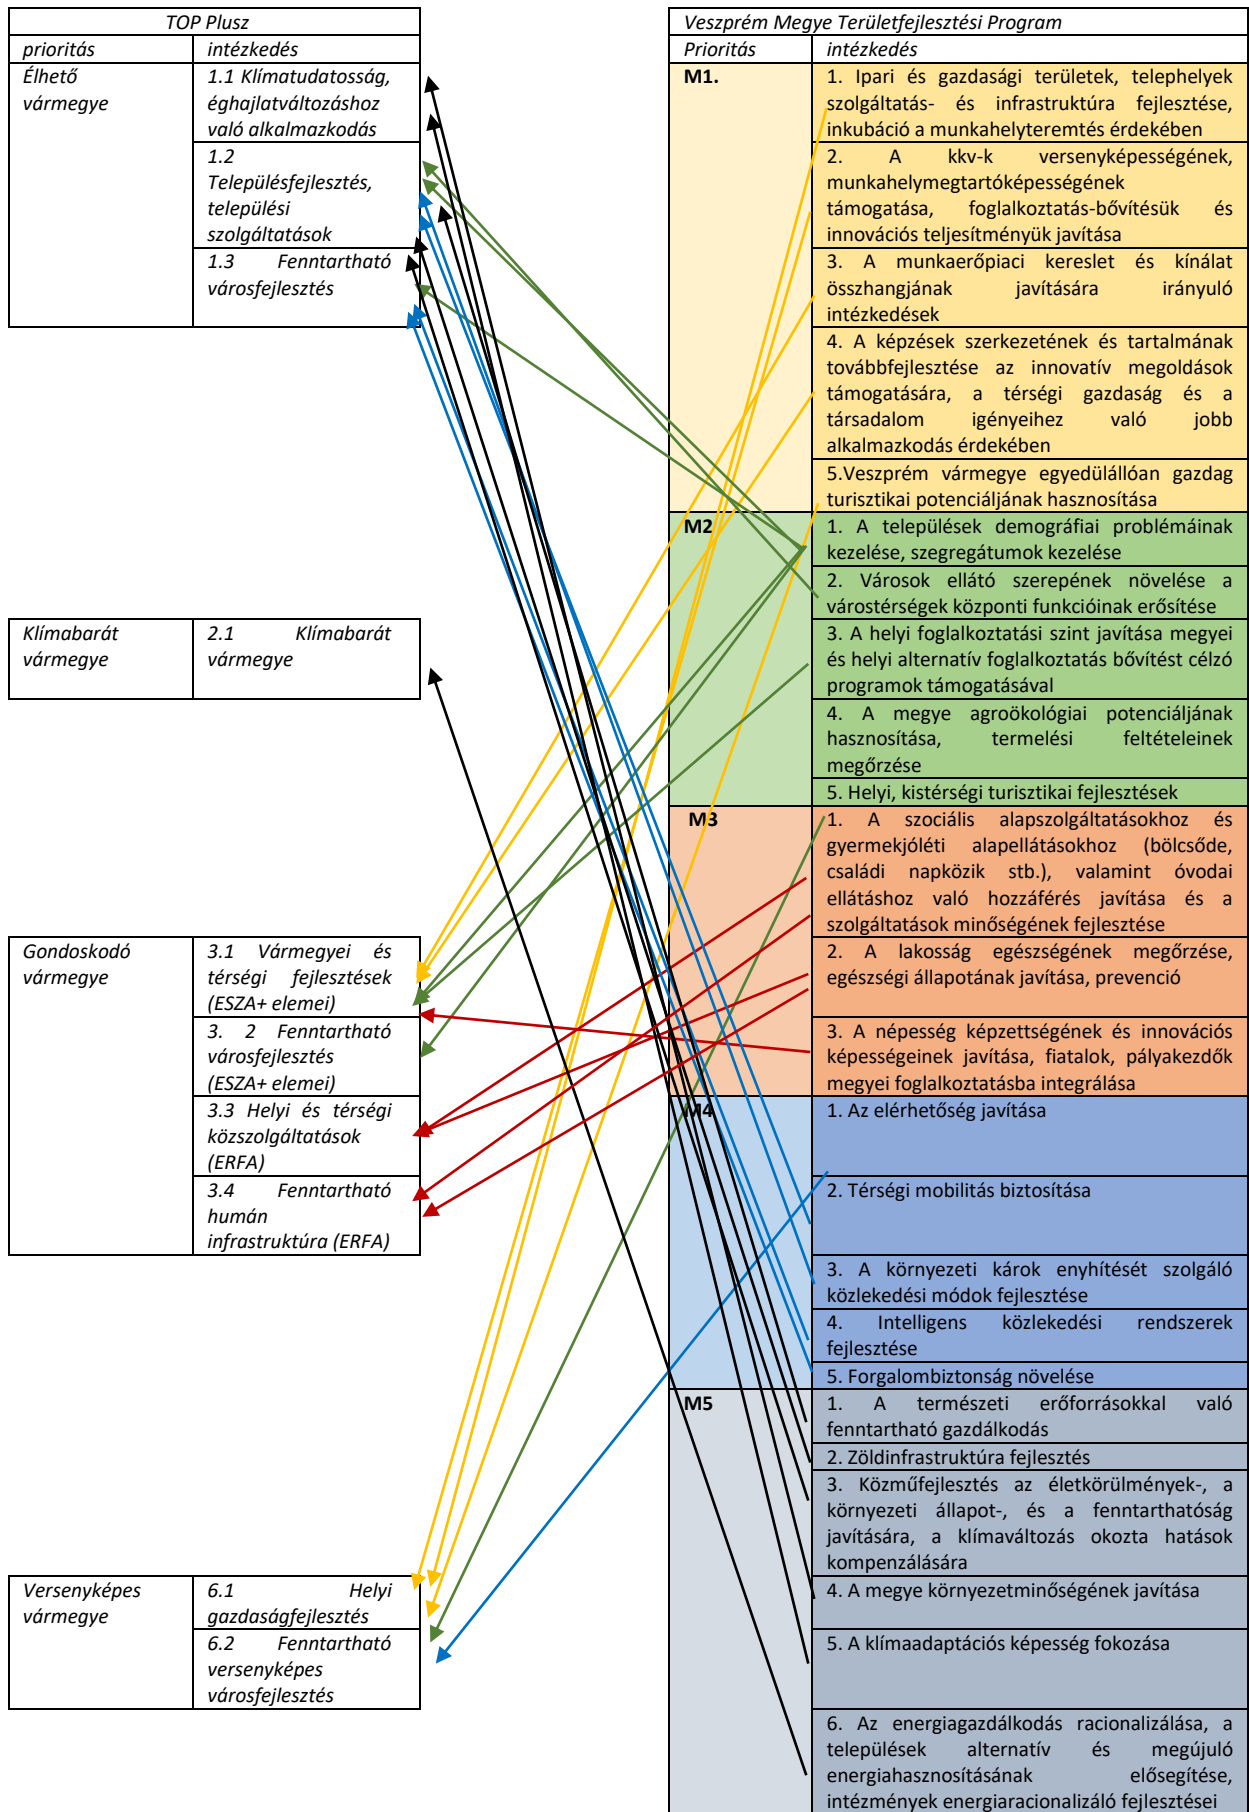 TOP Plusz
prioritás intézkedés
Élhető
vármegye
1.1 Klímatudatosság,
éghajlatváltozáshoz
való alkalmazkodás
1.2
Településfejlesztés,
települési
szolgáltatások
1.3 Fenntartható
városfejlesztés
Klímabarát
vármegye
2.1 Klímabarát
vármegye
Gondoskodó
vármegye
3.1 Vármegyei és
térségi fejlesztések
(ESZA+ elemei)
3. 2 Fenntartható
városfejlesztés
(ESZA+ elemei)
3.3 Helyi és térségi
közszolgáltatások
(ERFA)
3.4 Fenntartható
humán
infrastruktúra (ERFA)
Versenyképes
vármegye
6.1 Helyi
gazdaságfejlesztés
6.2 Fenntartható
versenyképes
városfejlesztés
Veszprém Megye Területfejlesztési Program
Prioritás intézkedés
M1.
1. Ipari és gazdasági területek, telephelyek
szolgáltatás- és infrastruktúra fejlesztése,
inkubáció a munkahelyteremtés érdekében
2. A kkv-k versenyképességének,
munkahelymegtartóképességének
támogatása, foglalkoztatás-bővítésük és
innovációs teljesítményük javítása
3. A munkaerőpiaci kereslet és kínálat
összhangjának javítására irányuló
intézkedések
4. A képzések szerkezetének és tartalmának
továbbfejlesztése az innovatív megoldások
támogatására, a térségi gazdaság és a
társadalom igényeihez való jobb
alkalmazkodás érdekében
5.Veszprém vármegye egyedülállóan gazdag
turisztikai potenciáljának hasznosítása
M2
1. A települések demográfiai problémáinak
kezelése, szegregátumok kezelése
2. Városok ellátó szerepének növelése a
várostérségek központi funkcióinak erősítése
3. A helyi foglalkoztatási szint javítása megyei
és helyi alternatív foglalkoztatás bővítést célzó
programok támogatásával
4. A megye agroökológiai potenciáljának
hasznosítása, termelési feltételeinek
megőrzése
5. Helyi, kistérségi turisztikai fejlesztések
M3
1. A szociális alapszolgáltatásokhoz és
gyermekjóléti alapellátásokhoz (bölcsőde,
családi napközik stb.), valamint óvodai
ellátáshoz való hozzáférés javítása és a
szolgáltatások minőségének fejlesztése
2. A lakosság egészségének megőrzése,
egészségi állapotának javítása, prevenció
3. A népesség képzettségének és innovációs
képességeinek javítása, fiatalok, pályakezdők
megyei foglalkoztatásba integrálása
M4
1. Az elérhetőség javítása
2. Térségi mobilitás biztosítása
3. A környezeti károk enyhítését szolgáló
közlekedési módok fejlesztése
4. Intelligens közlekedési rendszerek
fejlesztése
5. Forgalombiztonság növelése
M5
1. A természeti erőforrásokkal való
fenntartható gazdálkodás
2. Zöldinfrastruktúra fejlesztés
3. Közműfejlesztés az életkörülmények-, a
környezeti állapot-, és a fenntarthatóság
javítására, a klímaváltozás okozta hatások
kompenzálására
4. A megye környezetminőségének javítása
5. A klímaadaptációs képesség fokozása
6. Az energiagazdálkodás racionalizálása, a
települések alternatív és megújuló
energiahasznosításának elősegítése,
intézmények energiaracionalizáló fejlesztései